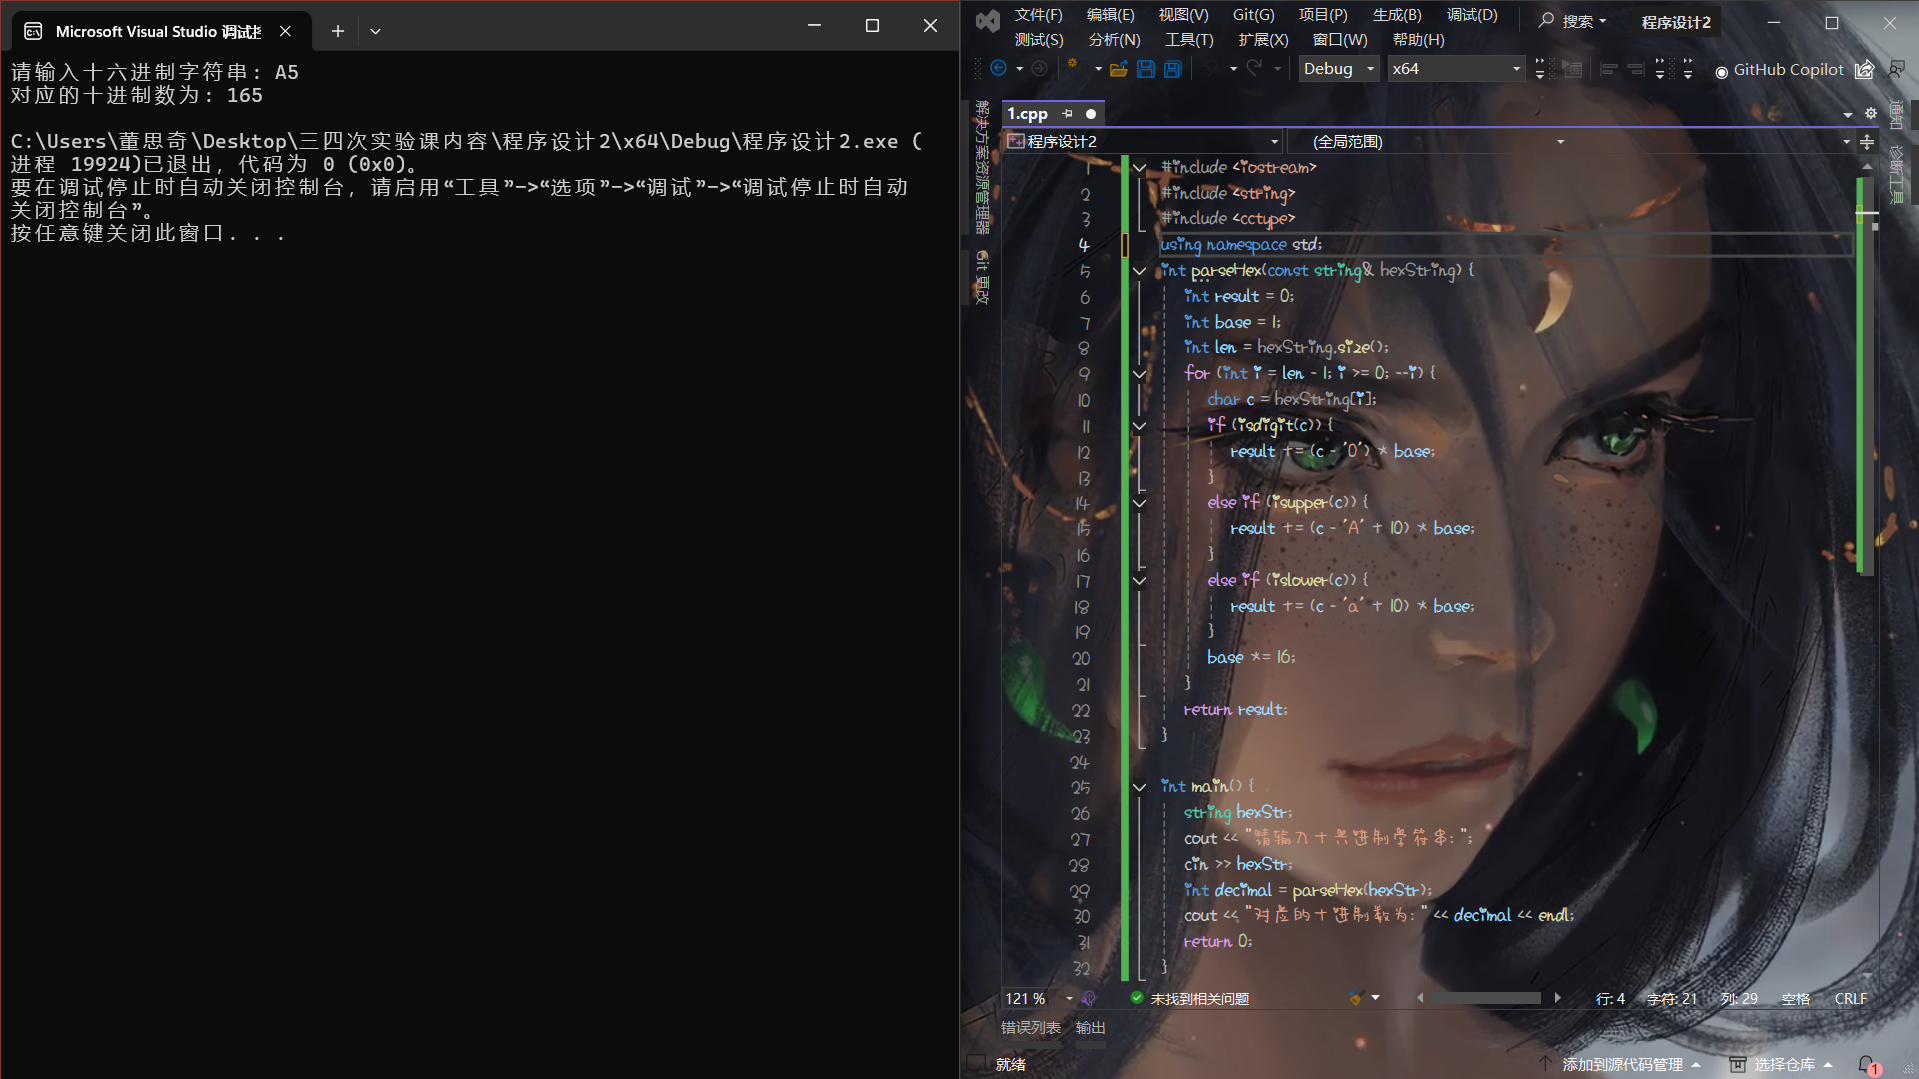 Microsoft Visual Studio 调试控
请输入十六进制字符串: A5
对应的十进制数为: 165
C:\Users\董思奇\Desktop\三四次实验课内容\程序设计2\x64\Debug\程序设计2.exe (
进程 19924)已退出，代码为 0 (0x0)。
要在调试停止时自动关闭控制台，请启用“工具”->“选项”->“调试”->“调试停止时自动
关闭控制台”。
按任意键关闭此窗口. . .
文件(F) 编辑(E) 视图(V) Git(G) 项目(P) 生成(B) 调试(D) 搜索 程序设计2
测试(S) 分析(N) 工具(T) 扩展(X) 窗口(W) 帮助(H)
Debug x64 GitHub Copilot
解决方案资源管理器
Git 更改
通知
诊断工具
1.cpp
程序设计2 (全局范围)
1 #include <iostream>
2 #include <string>
3 #include <cctype>
4 using namespace std;
5 int parseHex(const string& hexString) {
6 int result = 0;
7 int base = 1;
8 int len = hexString.size();
9 for (int i = len - 1; i >= 0; --i) {
10 char c = hexString[i];
11 if (isdigit(c)) {
12 result += (c - '0') * base;
13 }
14 else if (isupper(c)) {
15 result += (c - 'A' + 10) * base;
16 }
17 else if (islower(c)) {
18 result += (c - 'a' + 10) * base;
19 }
20 base *= 16;
21 }
22 return result;
23 }
24
25 int main() {
26 string hexStr;
27 cout << "请输入十六进制字符串: ";
28 cin >> hexStr;
29 int decimal = parseHex(hexStr);
30 cout << "对应的十进制数为: " << decimal << endl;
31 return 0;
32 }
121 % 未找到相关问题 行: 4 字符: 21 列: 29 空格 CRLF
错误列表 输出
就绪 添加到源代码管理 选择仓库 1